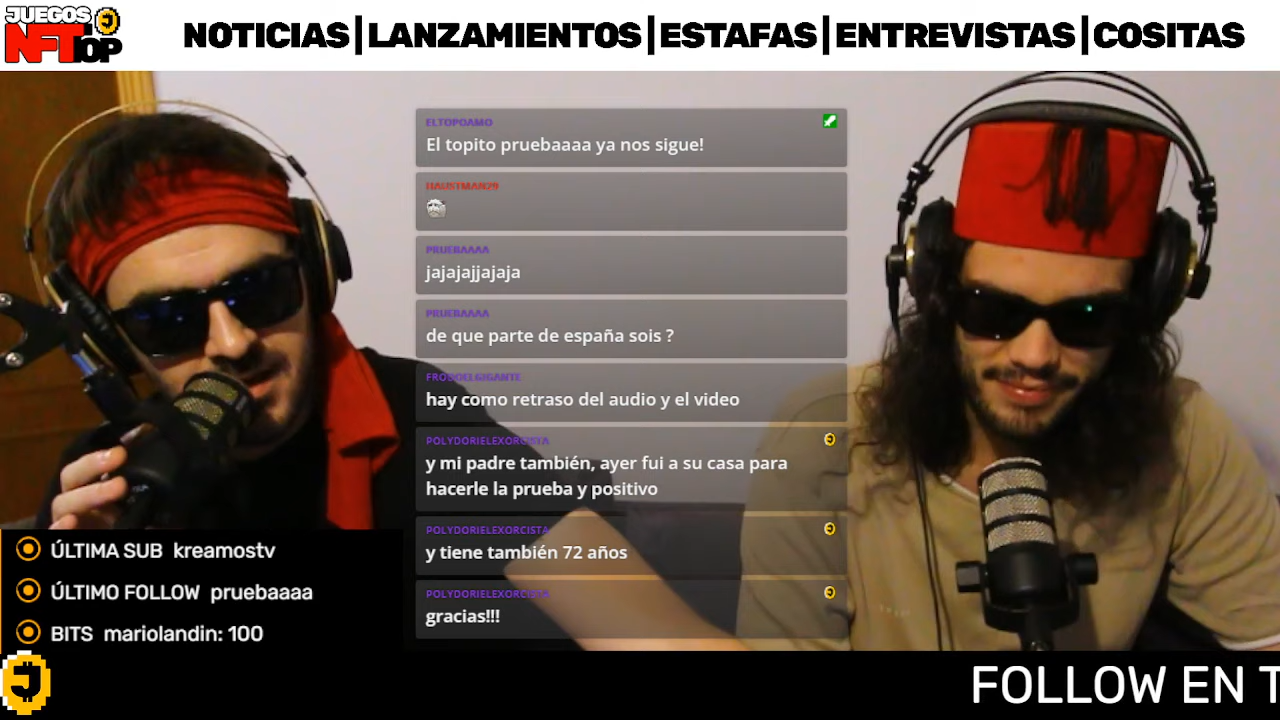 JUEGOS
NFTTOP
NOTICIAS|LANZAMIENTOS|ESTAFAS|ENTREVISTAS|COSITAS
ELTOPOAMO
El topito pruebaaaa ya nos sigue!
HAUSTMAN29
PRUEBAAAA
jajajajjajaja
PRUEBAAAA
de que parte de españa sois ?
FRODOELGIGANTE
hay como retraso del audio y el video
POLYDORIELEXORCISTA
y mi padre también, ayer fui a su casa para
hacerle la prueba y positivo
POLYDORIELEXORCISTA
y tiene también 72 años
POLYDORIELEXORCISTA
gracias!!!
ÚLTIMA SUB kreamostv
ÚLTIMO FOLLOW pruebaaaa
BITS mariolandin: 100
FOLLOW EN T